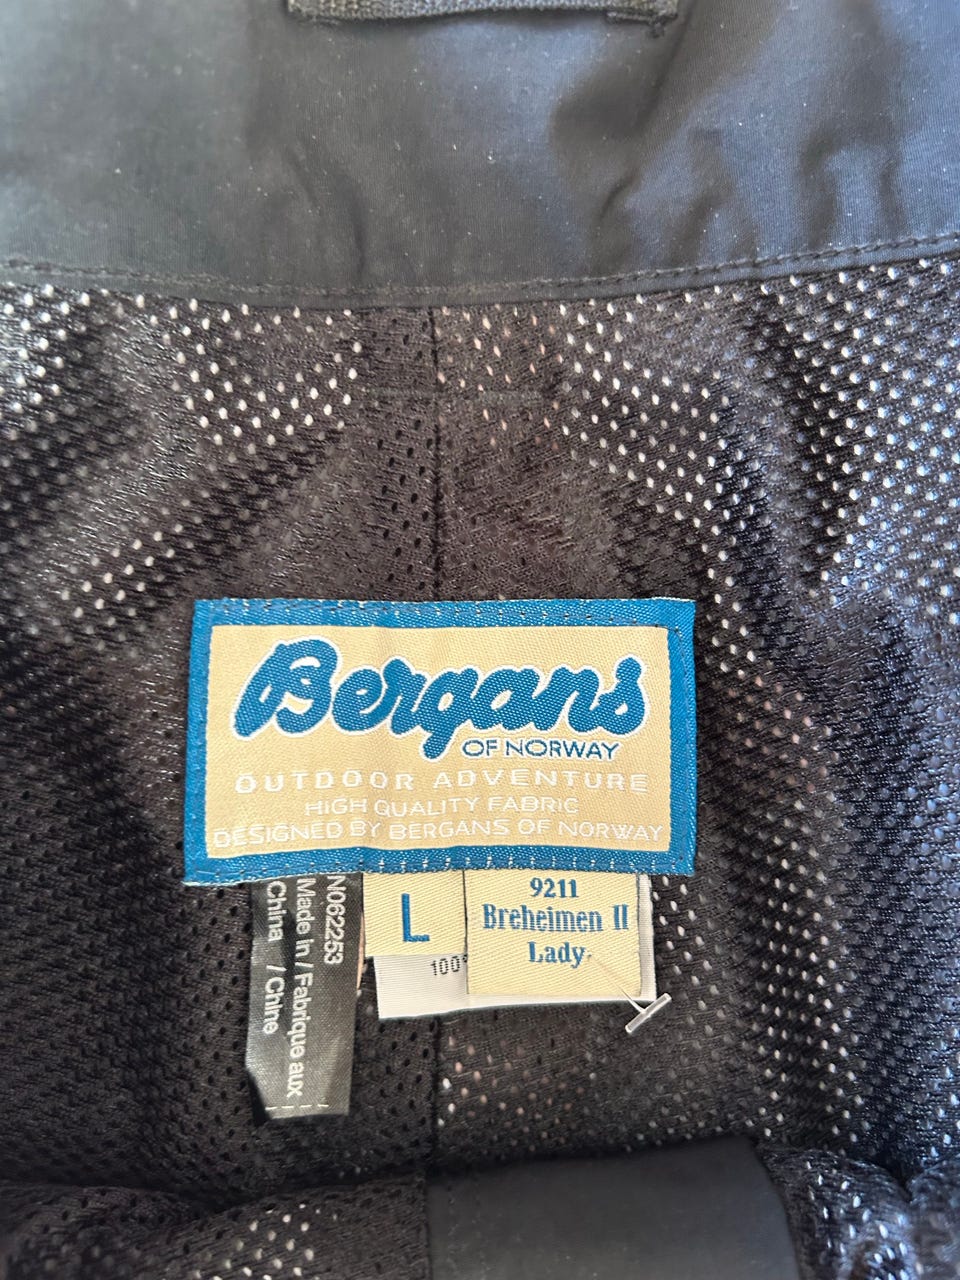 Bergans
OF NORWAY
OUTDOOR ADVENTURE
HIGH QUALITY FABRIC
DESIGNED BY BERGANS OF NORWAY
N062253
Made in / Fabrique aux
China / Chine
L
100
9211
Breheimen II
Lady